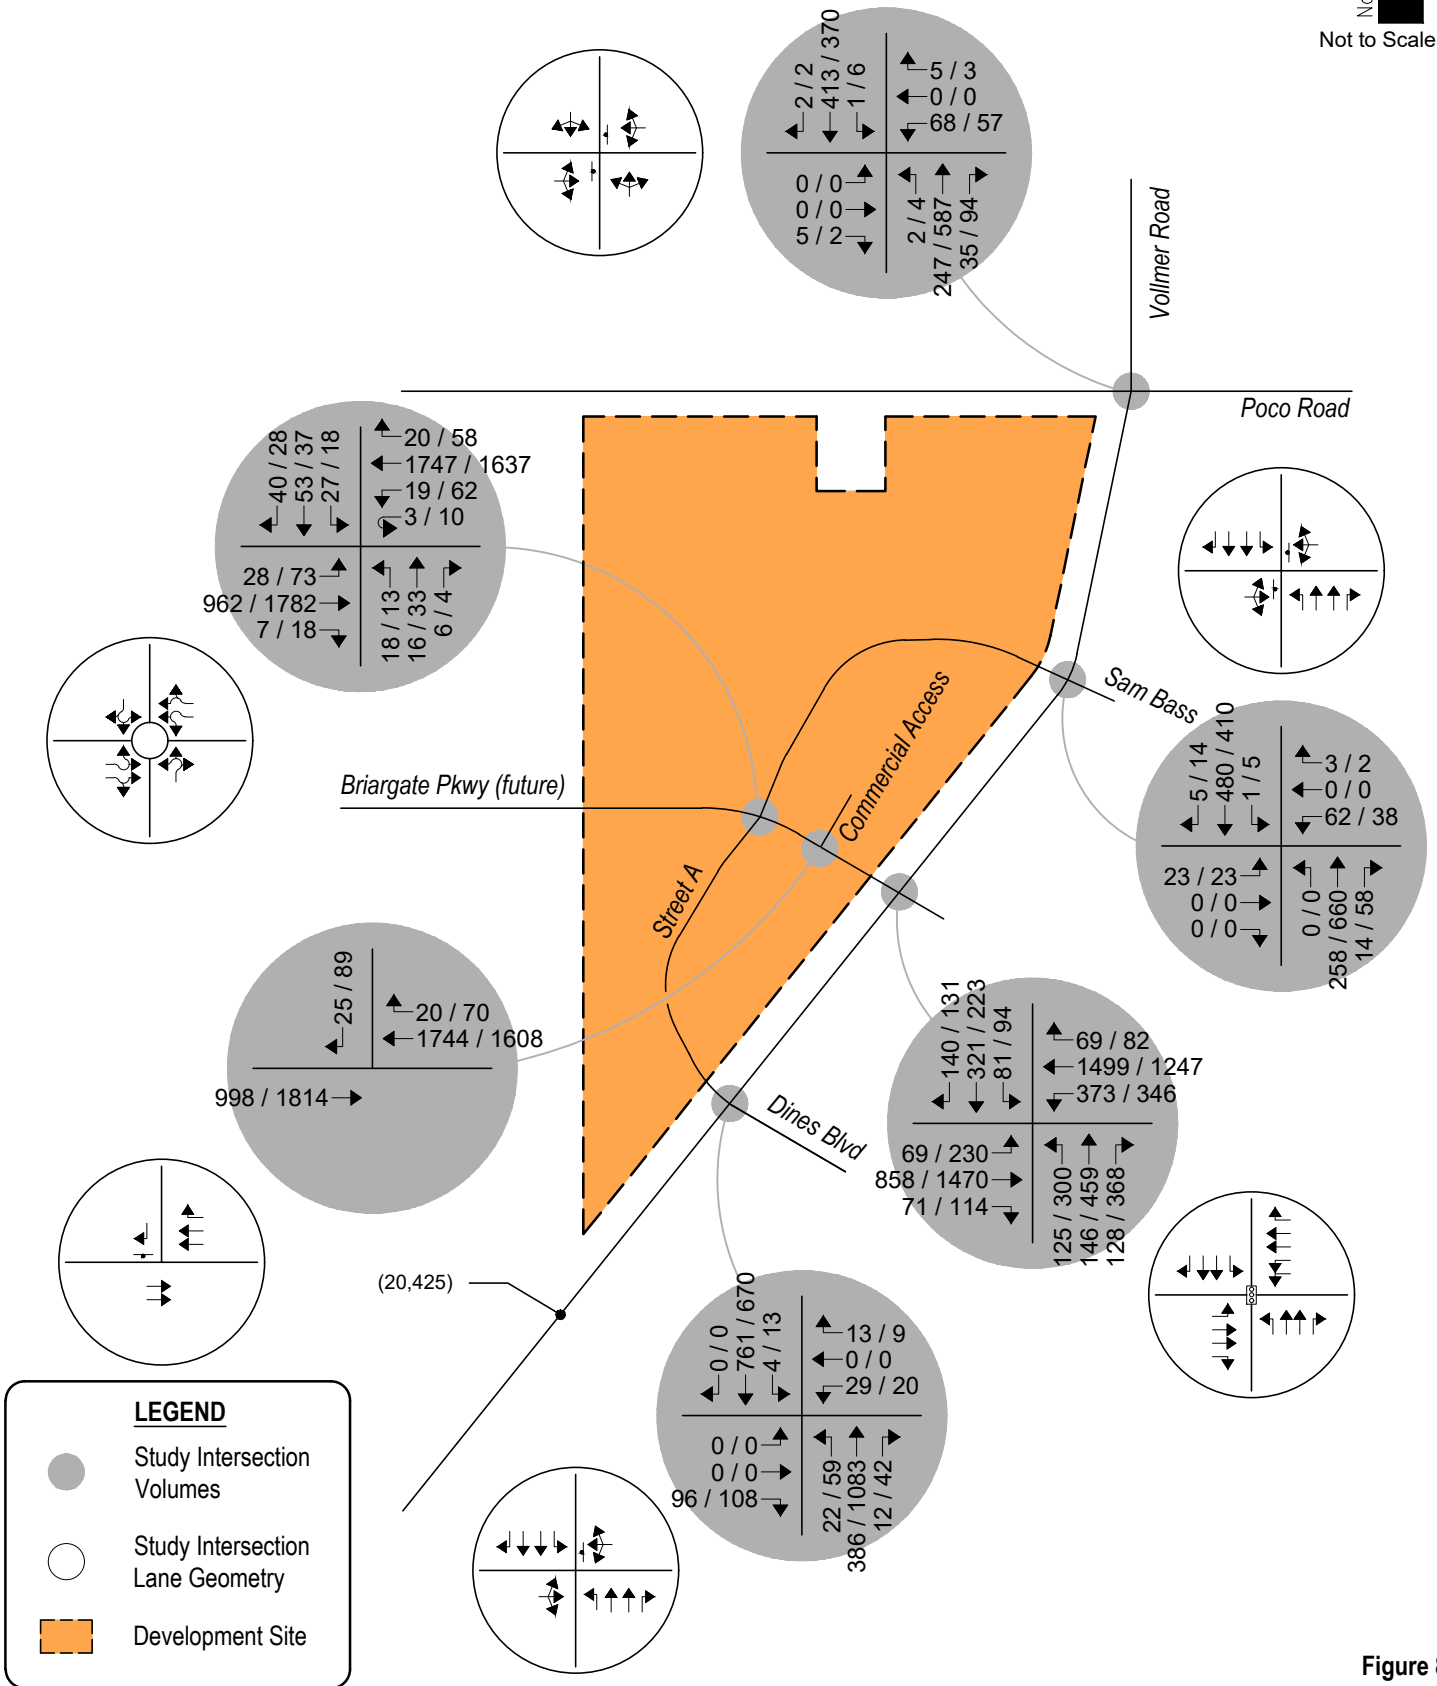 No
Not to Scale
2 / 2
413 / 370
1 / 6
5 / 3
0 / 0
68 / 57
0 / 0
0 / 0
5 / 2
2 / 4
247 / 587
35 / 94
Vollmer Road
Poco Road
40 / 28
53 / 37
27 / 18
20 / 58
1747 / 1637
19 / 62
3 / 10
28 / 73
962 / 1782
7 / 18
18 / 13
16 / 33
6 / 4
Sam Bass
Commercial Access
Briargate Pkwy (future)
Street A
5 / 14
480 / 410
1 / 5
3 / 2
0 / 0
62 / 38
23 / 23
0 / 0
0 / 0
0 / 0
258 / 660
14 / 58
25 / 89
20 / 70
1744 / 1608
998 / 1814
140 / 131
321 / 223
81 / 94
69 / 82
1499 / 1247
373 / 346
69 / 230
858 / 1470
71 / 114
125 / 300
146 / 459
128 / 368
Dines Blvd
(20,425)
0 / 0
761 / 670
4 / 13
13 / 9
0 / 0
29 / 20
0 / 0
0 / 0
96 / 108
22 / 59
386 / 1083
12 / 42
LEGEND
Study Intersection
Volumes
Study Intersection
Lane Geometry
Development Site
Figure 8